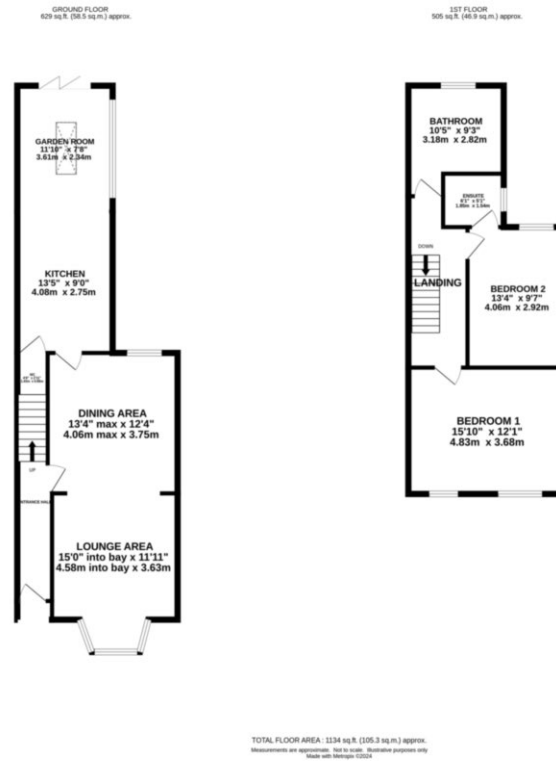 GROUND FLOOR
629 sq.ft. (58.5 sq.m.) approx.
GARDEN ROOM
11'10" x 7'8"
3.61m x 2.34m
KITCHEN
13'5" x 9'0"
4.08m x 2.75m
DINING AREA
13'4" max x 12'4"
4.06m max x 3.75m
UP
ENTRANCE HALL
LOUNGE AREA
15'0" into bay x 11'11"
4.58m into bay x 3.63m
1ST FLOOR
505 sq.ft. (46.9 sq.m.) approx.
BATHROOM
10'5" x 9'3"
3.18m x 2.82m
ENSUITE
DOWN
LANDING
BEDROOM 2
13'4" x 9'7"
4.06m x 2.92m
BEDROOM 1
15'10" x 12'1"
4.83m x 3.68m
TOTAL FLOOR AREA : 1134 sq.ft. (105.3 sq.m.) approx.
Measurements are approximate. Not to scale. Illustrative purposes only
Made with Metropix ©2024